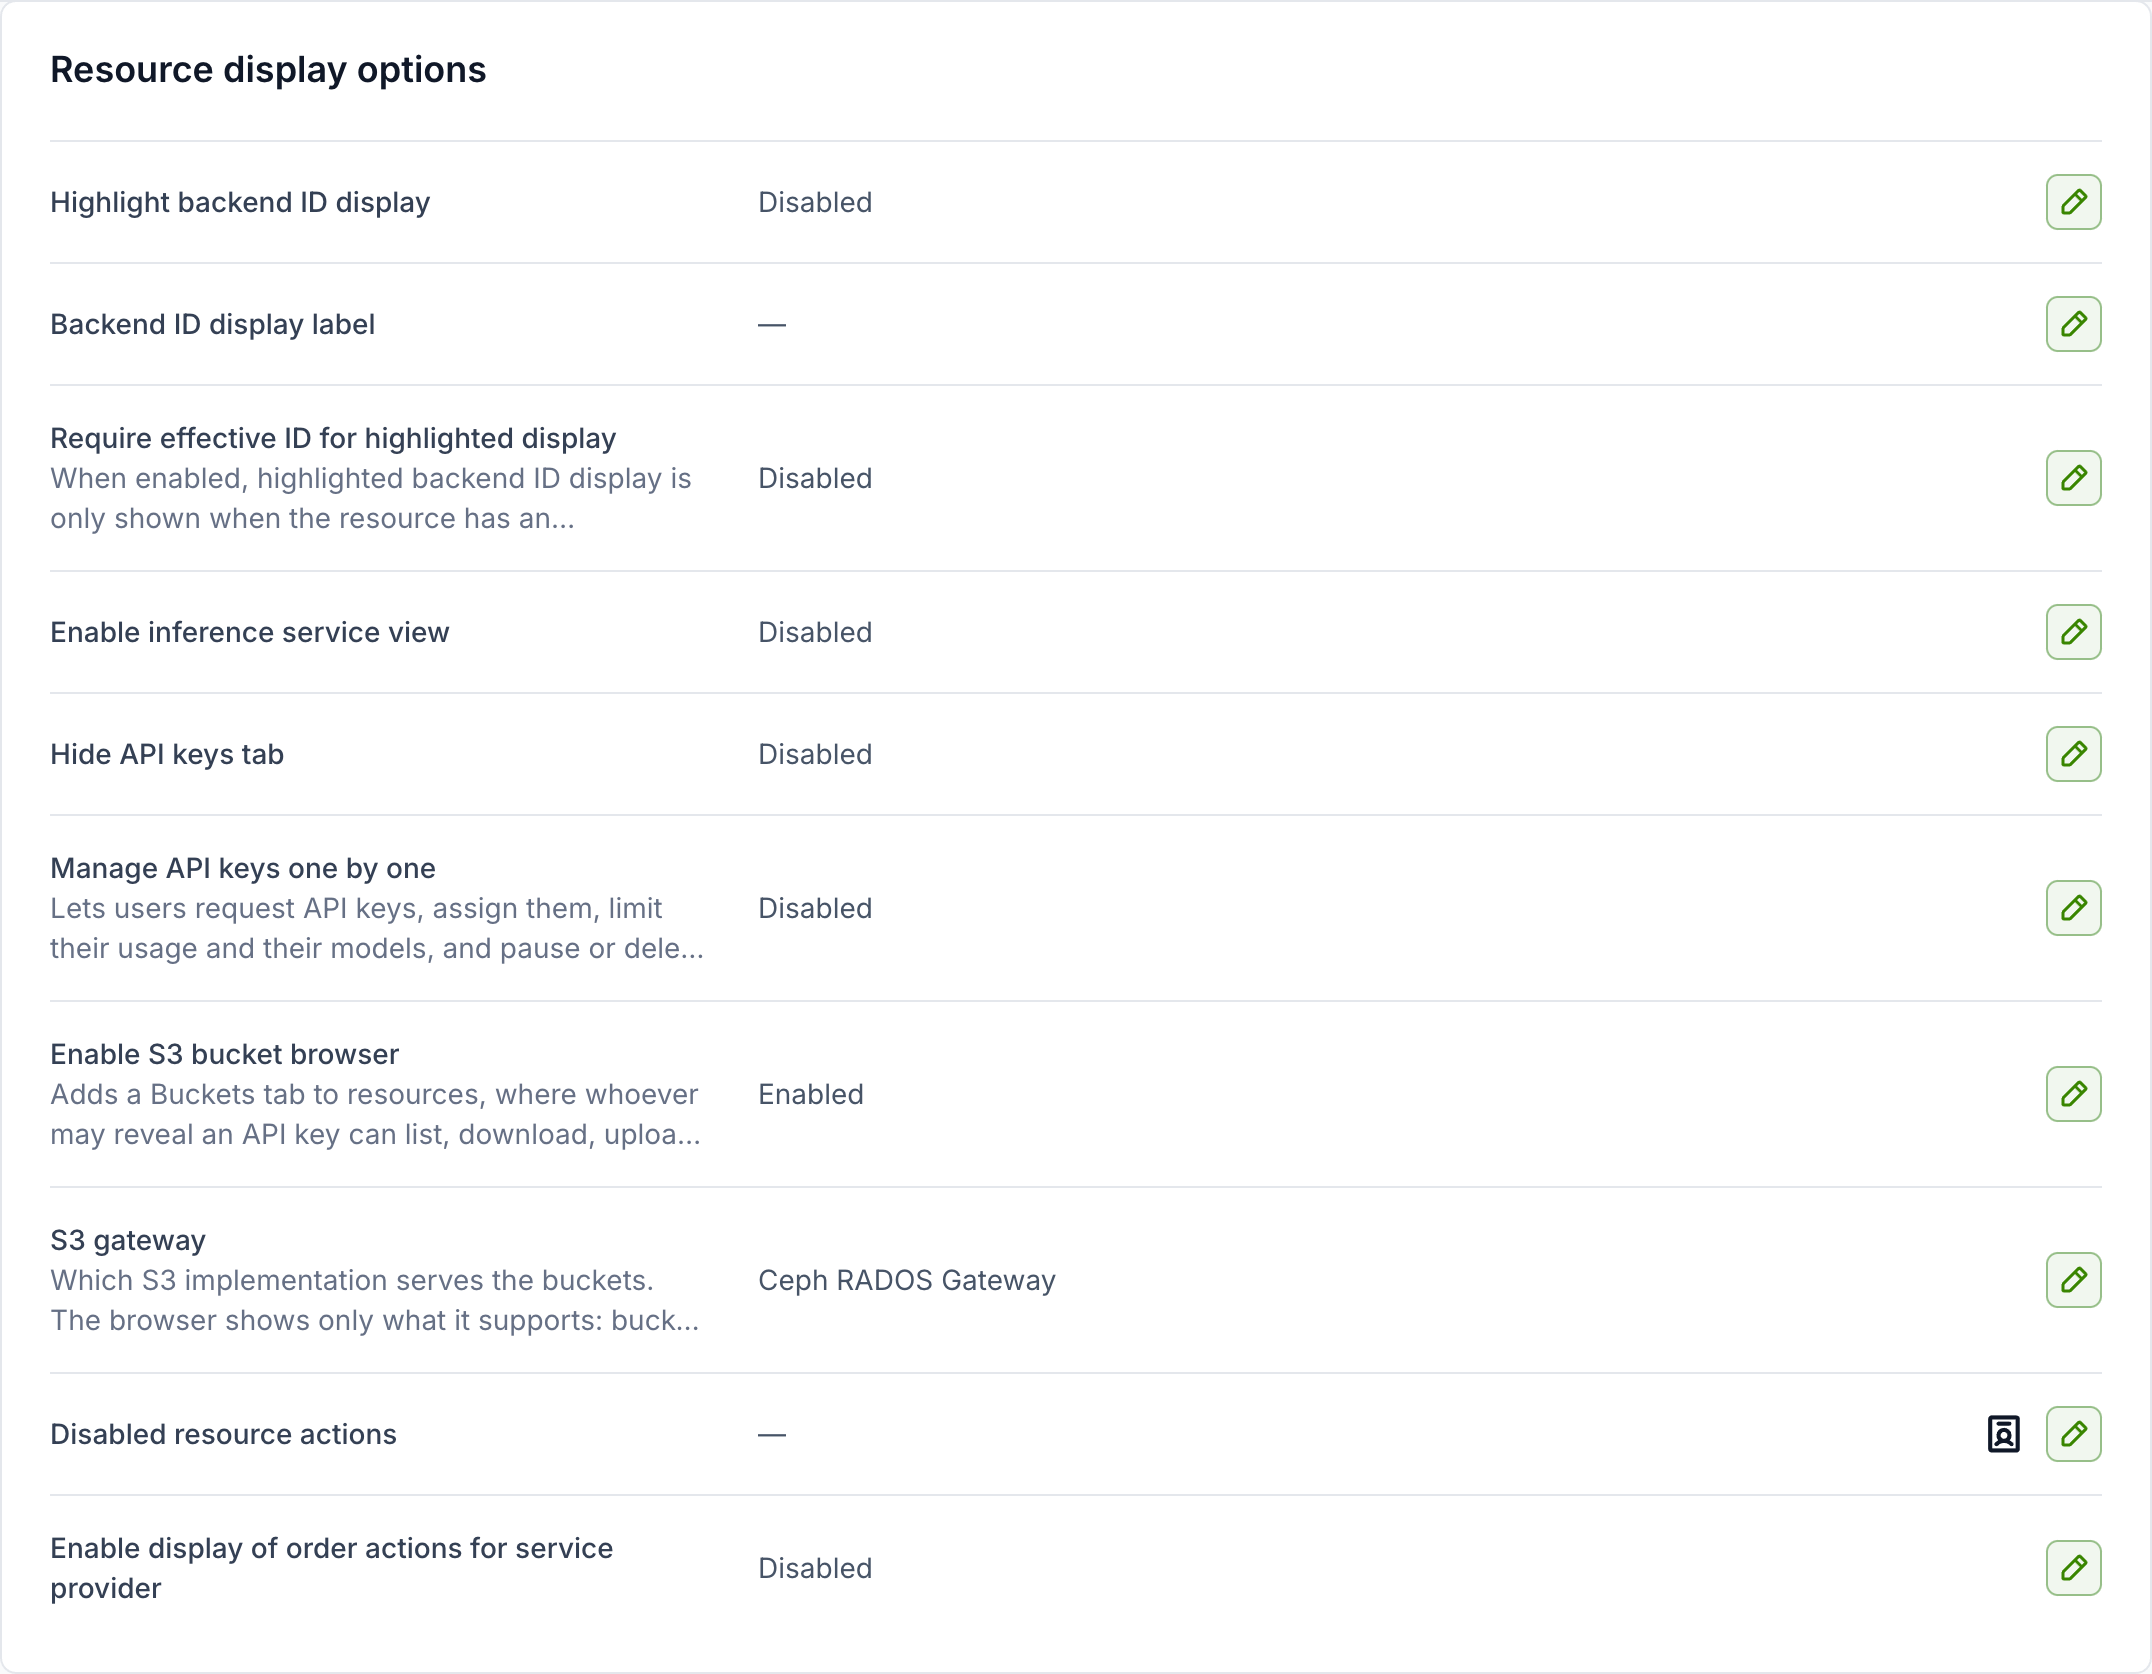 Resource display options
Highlight backend ID display
Disabled
Backend ID display label
—
Require effective ID for highlighted display
When enabled, highlighted backend ID display is
only shown when the resource has an...
Disabled
Enable inference service view
Disabled
Hide API keys tab
Disabled
Manage API keys one by one
Lets users request API keys, assign them, limit
their usage and their models, and pause or dele...
Disabled
Enable S3 bucket browser
Adds a Buckets tab to resources, where whoever
may reveal an API key can list, download, uploa...
Enabled
S3 gateway
Which S3 implementation serves the buckets.
The browser shows only what it supports: buck...
Ceph RADOS Gateway
Disabled resource actions
—
Enable display of order actions for service
provider
Disabled